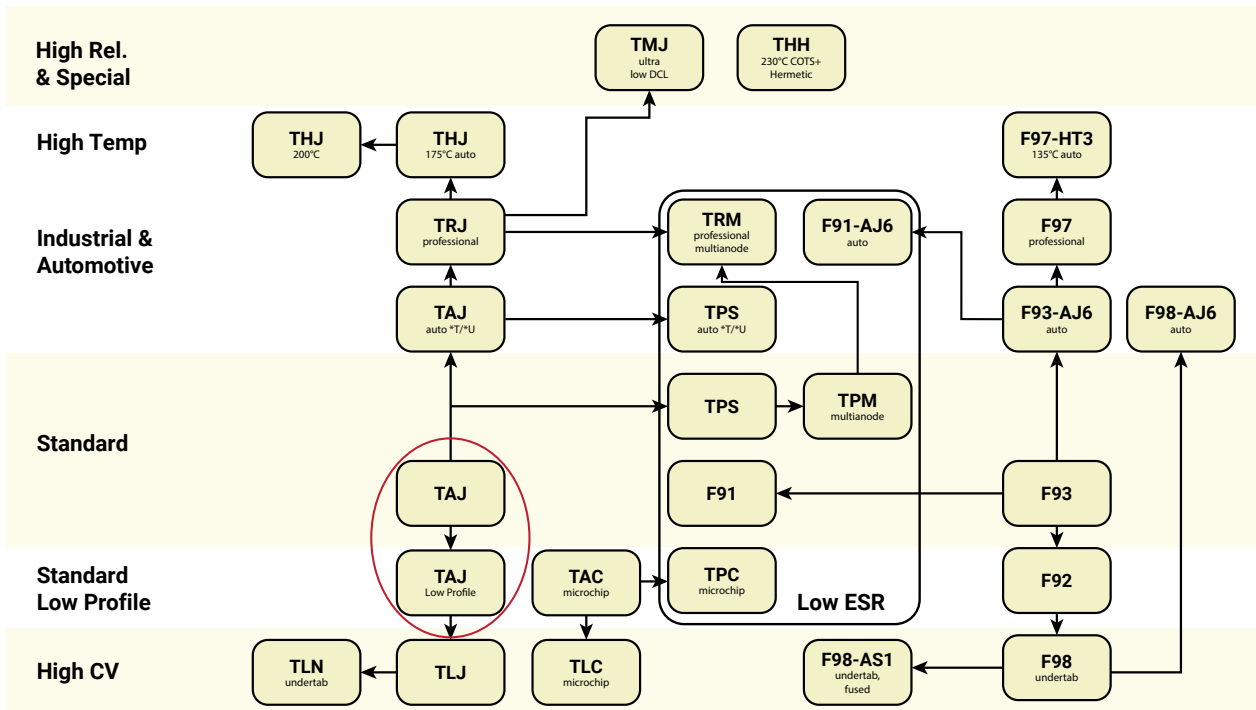 High Rel.
& Special
TMJ
ultra
low DCL
THH
230°C COTS+
Hermetic
High Temp
THJ
200°C
THJ
175°C auto
F97-HT3
135°C auto
Industrial &
Automotive
TRJ
professional
TRM
professional
multianode
F91-AJ6
auto
F97
professional
TAJ
auto *T/*U
TPS
auto *T/*U
F93-AJ6
auto
F98-AJ6
auto
Standard
TPS
TPM
multianode
TAJ
F91
F93
Standard
Low Profile
TAJ
Low Profile
TAC
microchip
TPC
microchip
Low ESR
F92
High CV
TLN
undertab
TLJ
TLC
microchip
F98-AS1
undertab,
fused
F98
undertab